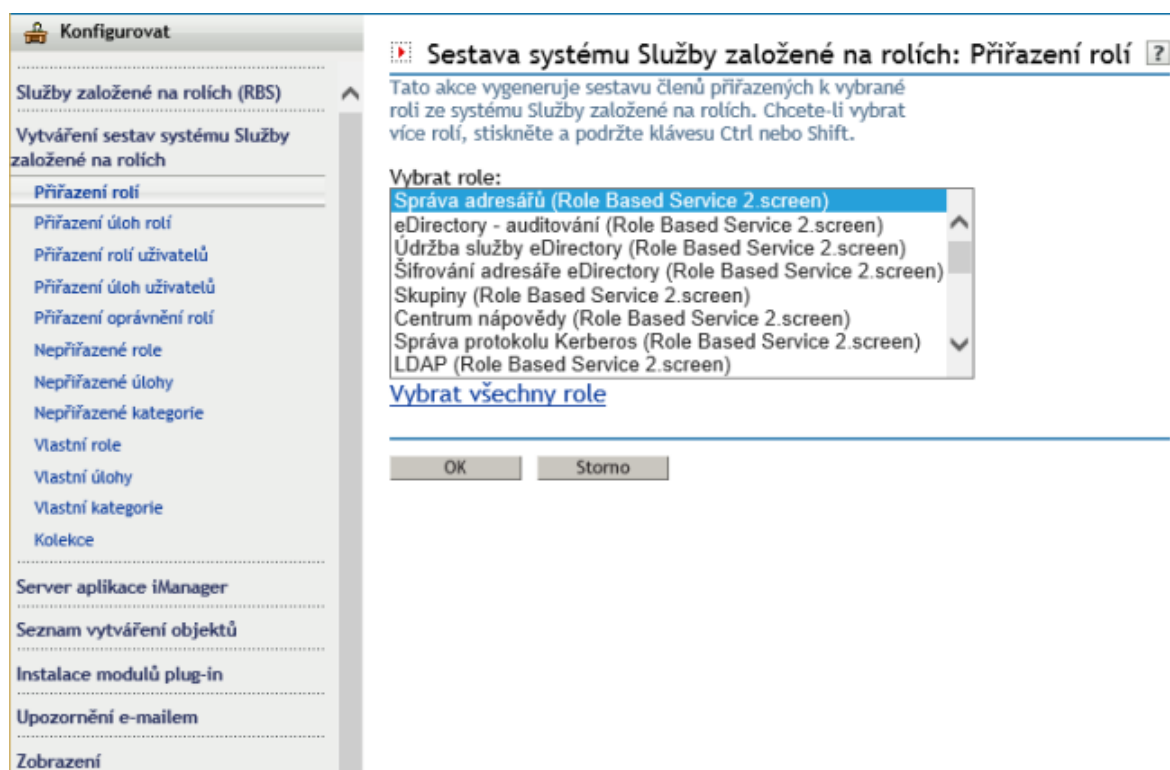 Konfigurovat
Služby založené na rolích (RBS)
Vytváření sestav systému Služby
založené na rolích
Přiřazení rolí
Přiřazení úloh rolí
Přiřazení rolí uživatelů
Přiřazení úloh uživatelů
Přiřazení oprávnění rolí
Nepřiřazené role
Nepřiřazené úlohy
Nepřiřazené kategorie
Vlastní role
Vlastní úlohy
Vlastní kategorie
Kolekce
Server aplikace iManager
Seznam vytváření objektů
Instalace modulů plug-in
Upozornění e-mailem
Zobrazení
Sestava systému Služby založené na rolích: Přiřazení rolí ?
Tato akce vygeneruje sestavu členů přiřazených k vybrané
roli ze systému Služby založené na rolích. Chcete-li vybrat
více rolí, stiskněte a podržte klávesu Ctrl nebo Shift.
Vybrat role:
Správa adresářů (Role Based Service 2.screen)
eDirectory - auditování (Role Based Service 2.screen)
Údržba služby eDirectory (Role Based Service 2.screen)
Šifrování adresáře eDirectory (Role Based Service 2.screen)
Skupiny (Role Based Service 2.screen)
Centrum nápovědy (Role Based Service 2.screen)
Správa protokolu Kerberos (Role Based Service 2.screen)
LDAP (Role Based Service 2.screen)
Vybrat všechny role
OK
Storno